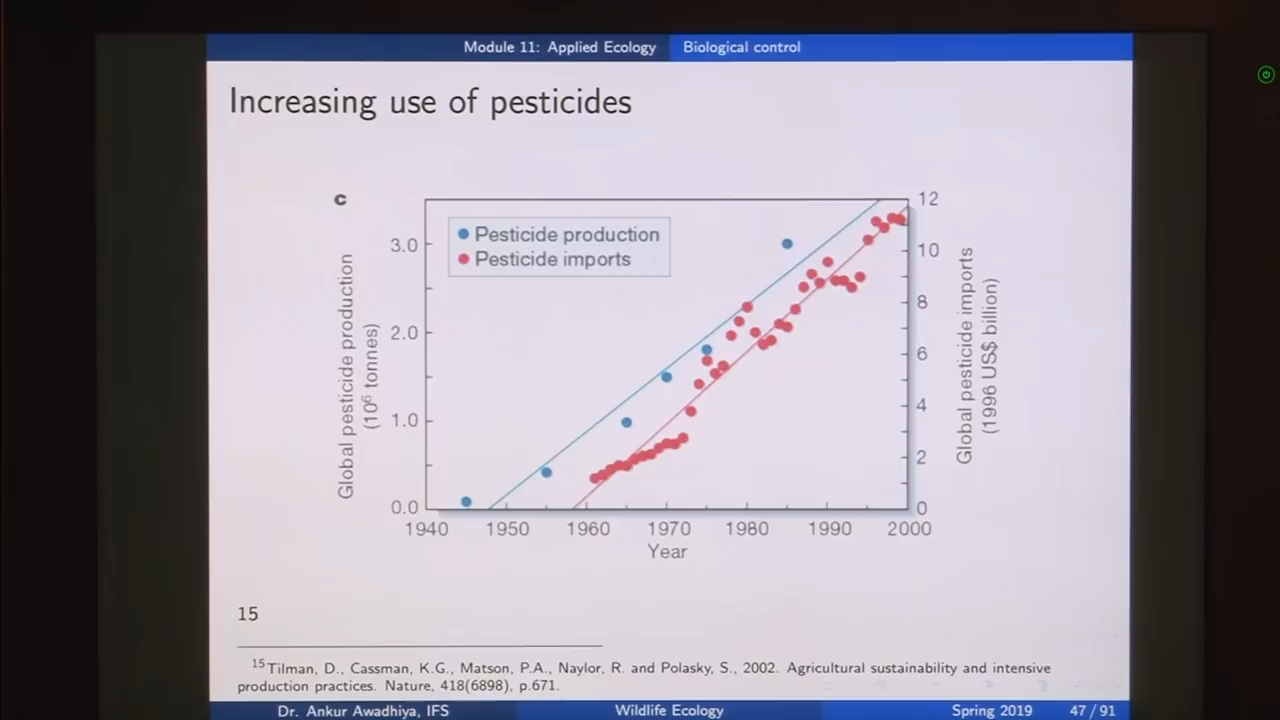 Module 11: Applied Ecology Biological control
Increasing use of pesticides
c
Pesticide production
Pesticide imports
Global pesticide production
(10⁶ tonnes)
3.0
2.0
1.0
0.0
12
10
8
6
4
2
0
Global pesticide imports
(1996 US$ billion)
1940 1950 1960 1970 1980 1990 2000
Year
15
¹⁵Tilman, D., Cassman, K.G., Matson, P.A., Naylor, R. and Polasky, S., 2002. Agricultural sustainability and intensive
production practices. Nature, 418(6898), p.671.
Dr. Ankur Awadhiya, IFS Wildlife Ecology Spring 2019 47 / 91